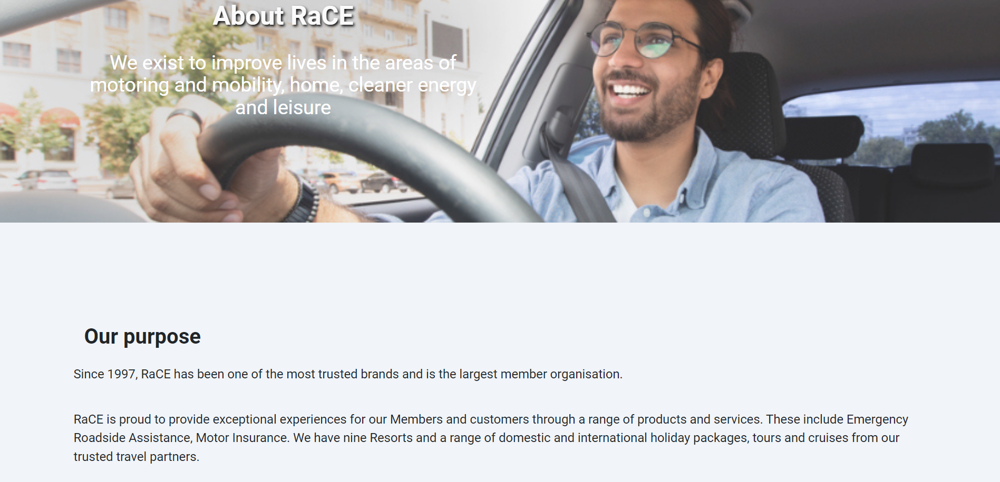 About RaCE
We exist to improve lives in the areas of
motoring and mobility, home, cleaner energy
and leisure
Our purpose
Since 1997, RaCE has been one of the most trusted brands and is the largest member organisation.
RaCE is proud to provide exceptional experiences for our Members and customers through a range of products and services. These include Emergency
Roadside Assistance, Motor Insurance. We have nine Resorts and a range of domestic and international holiday packages, tours and cruises from our
trusted travel partners.